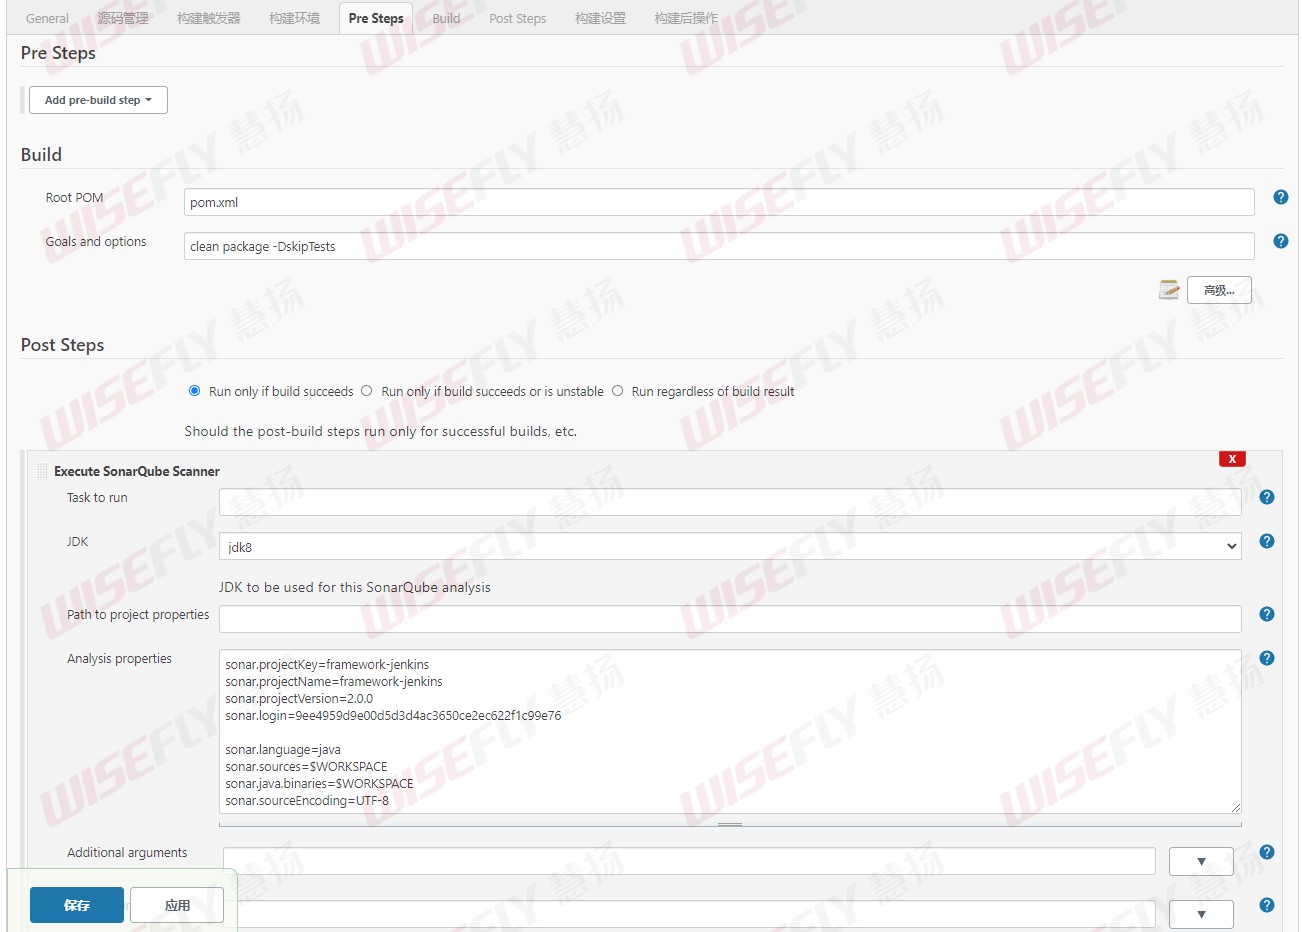 General 源码管理 构建触发器 构建环境 Pre Steps Build Post Steps 构建设置 构建后操作
Pre Steps
Add pre-build step
Build
Root POM
pom.xml
Goals and options
clean package -DskipTests
高级...
Post Steps
Run only if build succeeds Run only if build succeeds or is unstable Run regardless of build result
Should the post-build steps run only for successful builds, etc.
Execute SonarQube Scanner
X
Task to run
JDK
jdk8
JDK to be used for this SonarQube analysis
Path to project properties
Analysis properties
sonar.projectKey=framework-jenkins
sonar.projectName=framework-jenkins
sonar.projectVersion=2.0.0
sonar.login=9ee4959d9e00d5d3d4ac3650ce2ec622f1c99e76
sonar.language=java
sonar.sources=$WORKSPACE
sonar.java.binaries=$WORKSPACE
sonar.sourceEncoding=UTF-8
Additional arguments
保存 应用
WISEFLY 慧扬